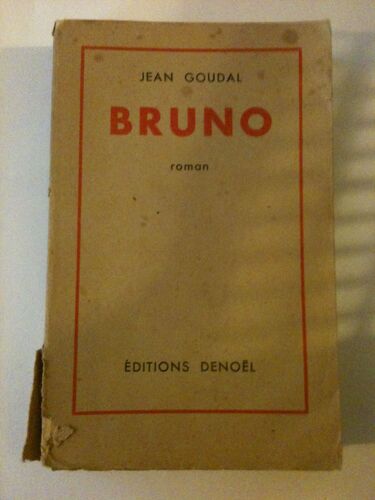 JEAN GOUDAL
BRUNO
roman
ÉDITIONS DENOËL